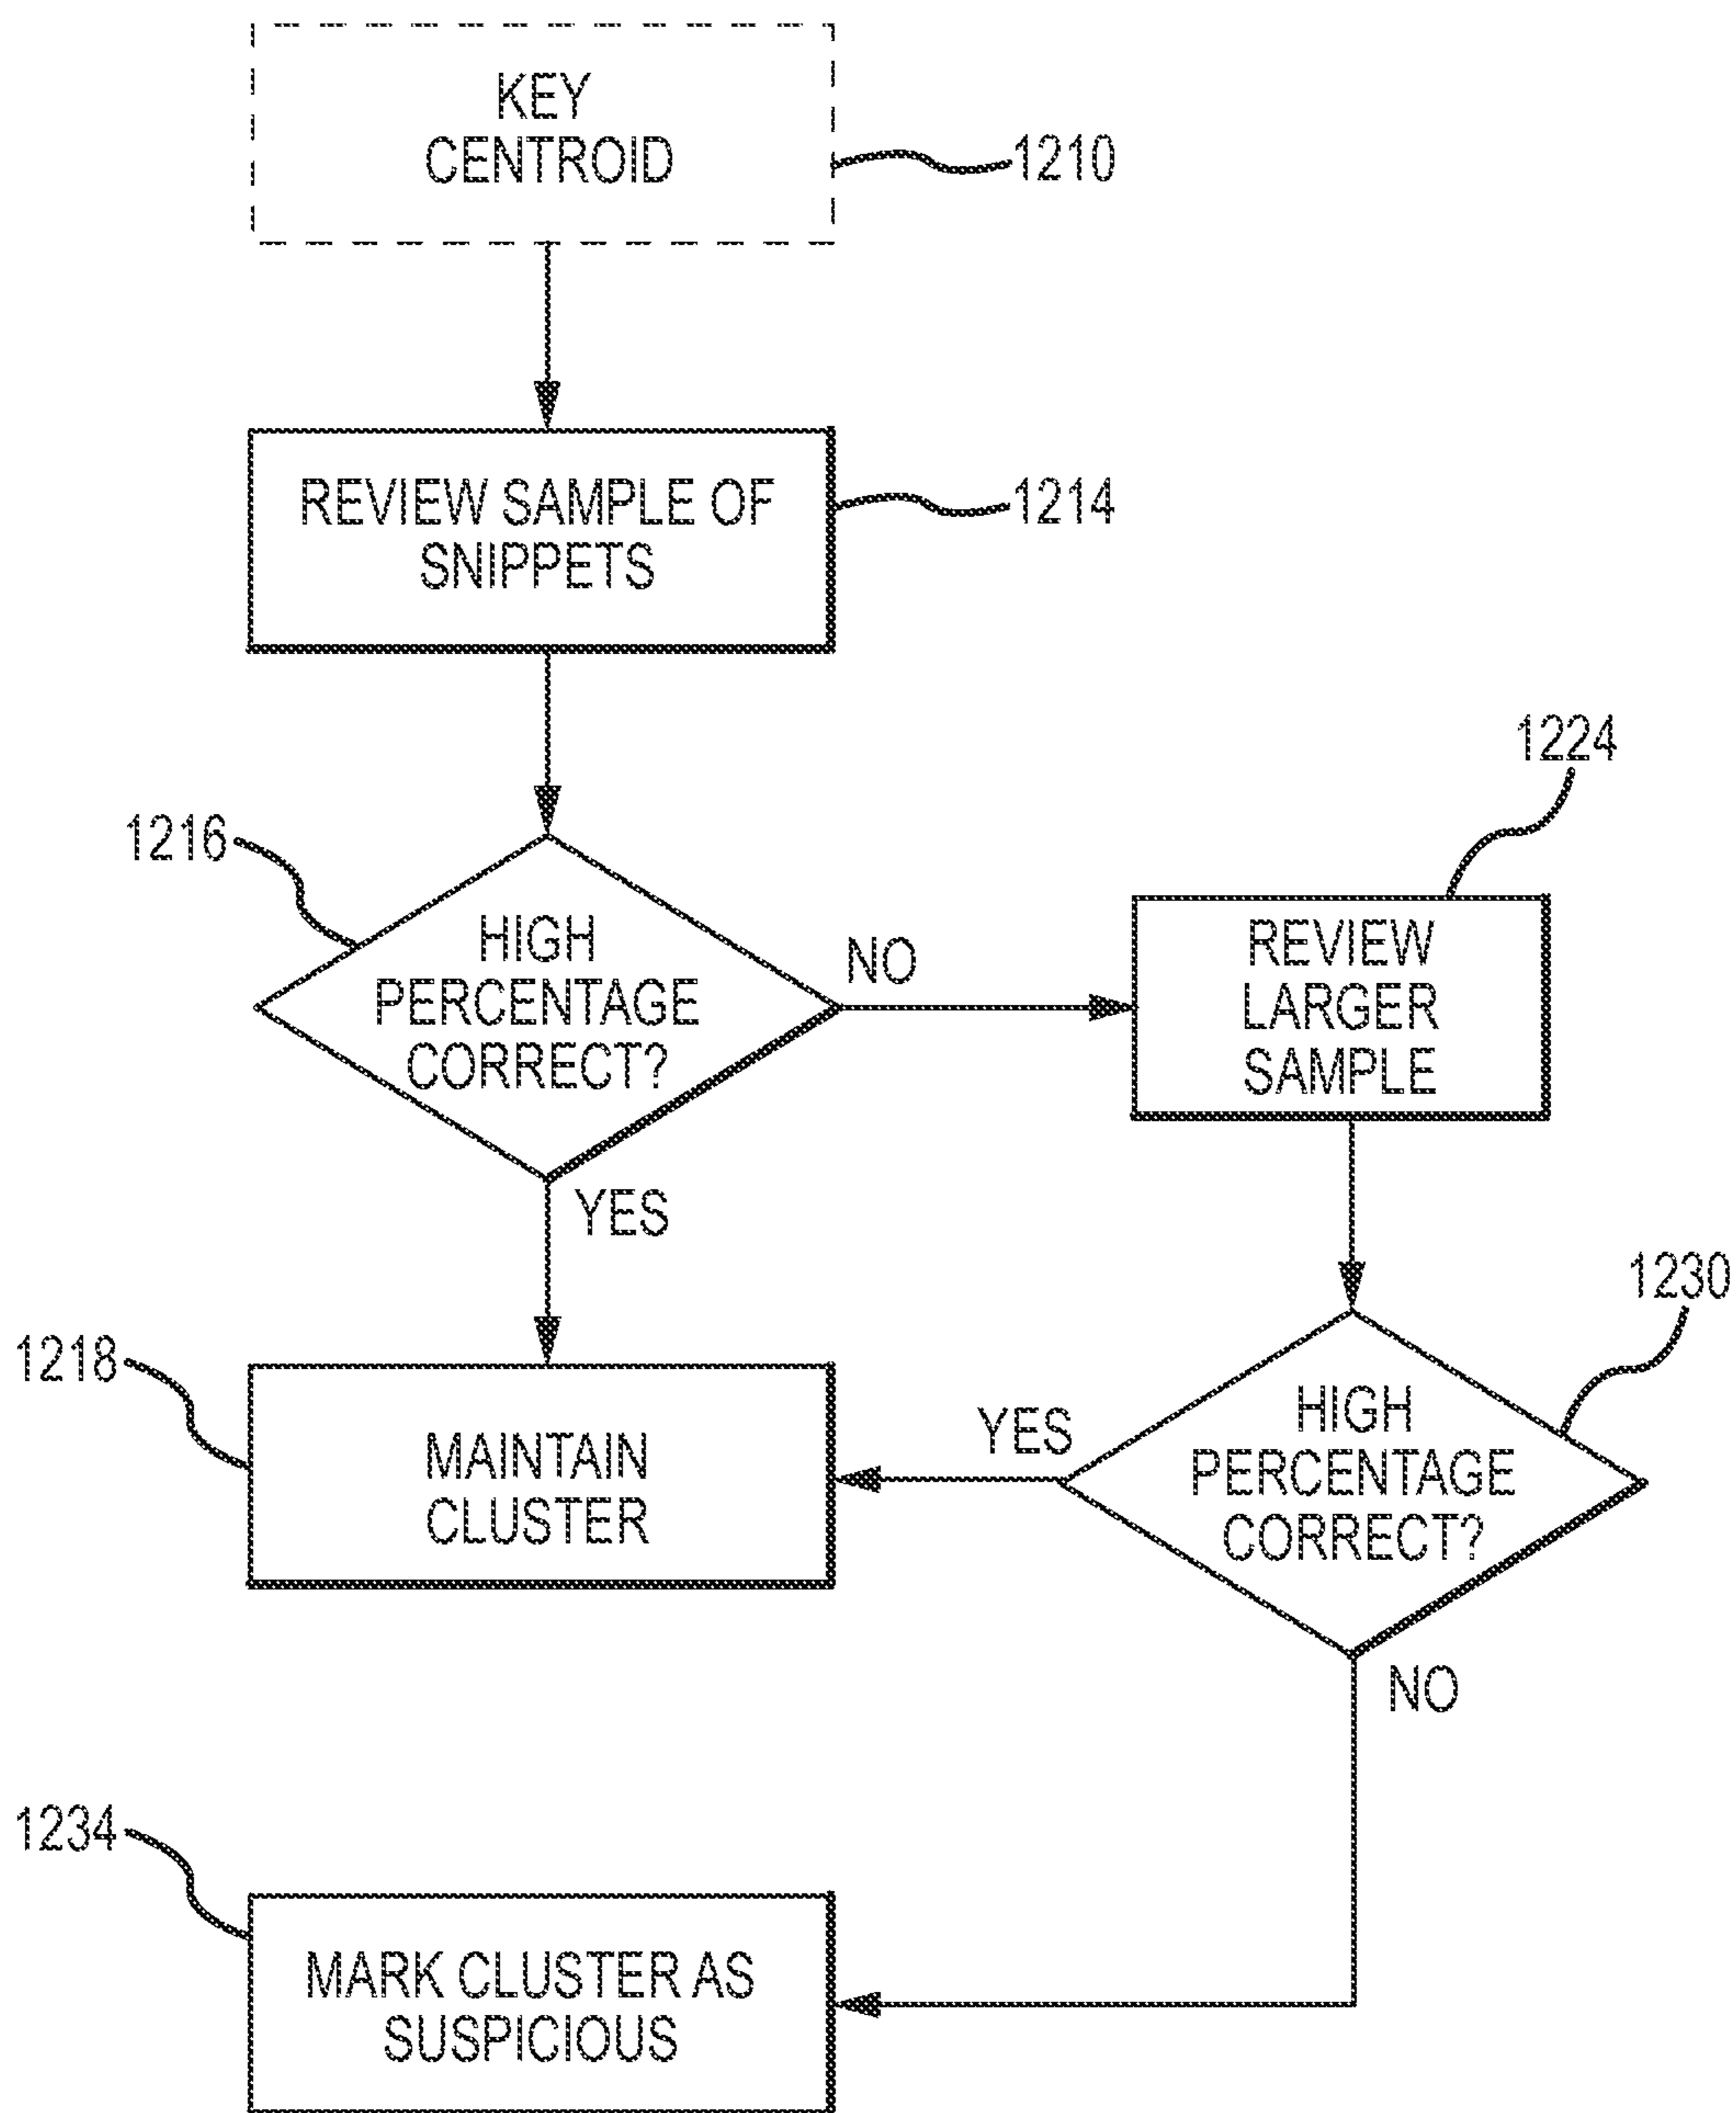 KEY
CENTROID
1210
REVIEW SAMPLE OF
SNIPPETS
1214
1216
HIGH
PERCENTAGE
CORRECT?
NO
YES
1224
REVIEW
LARGER
SAMPLE
1230
HIGH
PERCENTAGE
CORRECT?
YES
NO
1218
MAINTAIN
CLUSTER
1234
MARK CLUSTER AS
SUSPICIOUS